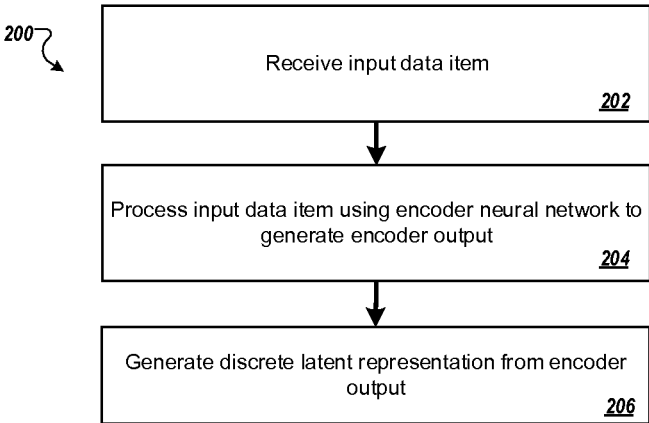 200
Receive input data item
202
Process input data item using encoder neural network to
generate encoder output
204
Generate discrete latent representation from encoder
output
206